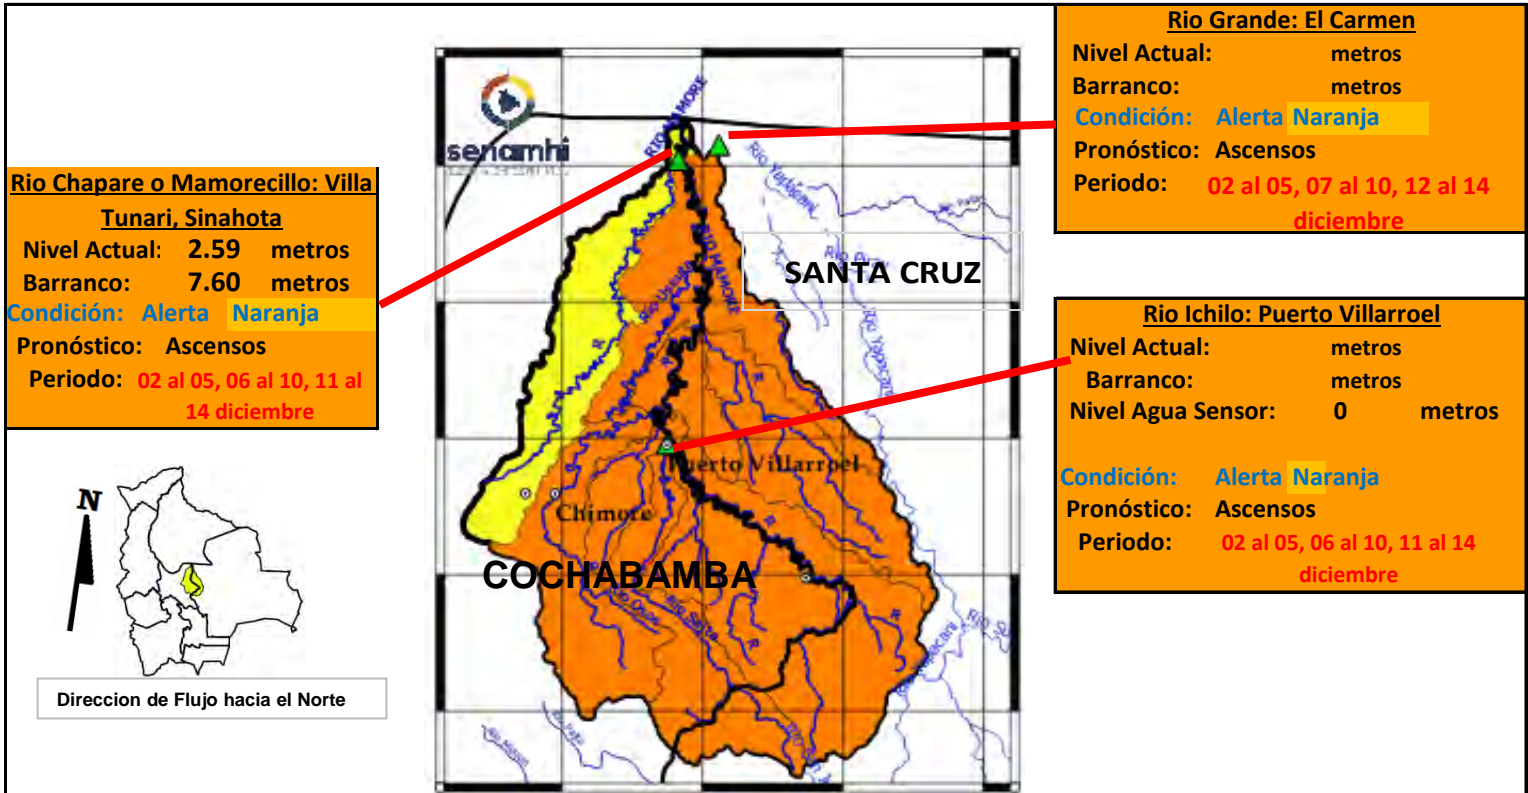 Rio Grande: El Carmen
Nivel Actual: metros
Barranco: metros
Condición: Alerta Naranja
Pronóstico: Ascensos
Periodo: 02 al 05, 07 al 10, 12 al 14
diciembre
Rio Chapare o Mamorecillo: Villa
Tunari, Sinahota
Nivel Actual: 2.59 metros
Barranco: 7.60 metros
Condición: Alerta Naranja
Pronóstico: Ascensos
Periodo: 02 al 05, 06 al 10, 11 al
14 diciembre
Rio Ichilo: Puerto Villarroel
Nivel Actual: metros
Barranco: metros
Nivel Agua Sensor: 0 metros
Condición: Alerta Naranja
Pronóstico: Ascensos
Periodo: 02 al 05, 06 al 10, 11 al 14
diciembre
senamhi
RIO MAMORE
SANTA CRUZ
RIO MAMORE
Puerto Villarroel
Chimore
COCHABAMBA
N
Direccion de Flujo hacia el Norte